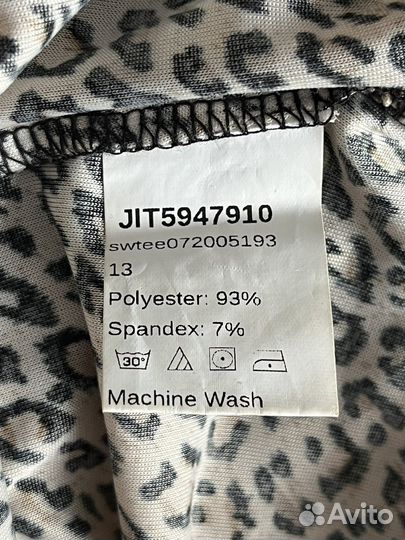 JIT5947910
swtee072005193
13
Polyester: 93%
Spandex: 7%
30°
Machine Wash
Avito